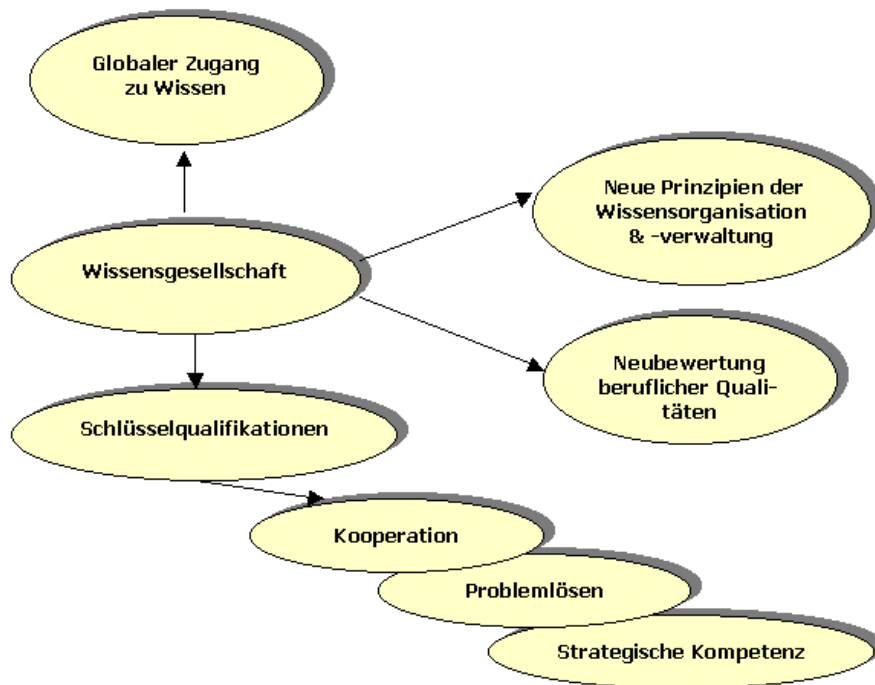 Globaler Zugang
zu Wissen
Neue Prinzipien der
Wissensorganisation
& -verwaltung
Wissensgesellschaft
Neubewertung
beruflicher Quali-
täten
Schlüsselqualifikationen
Kooperation
Problemlösen
Strategische Kompetenz